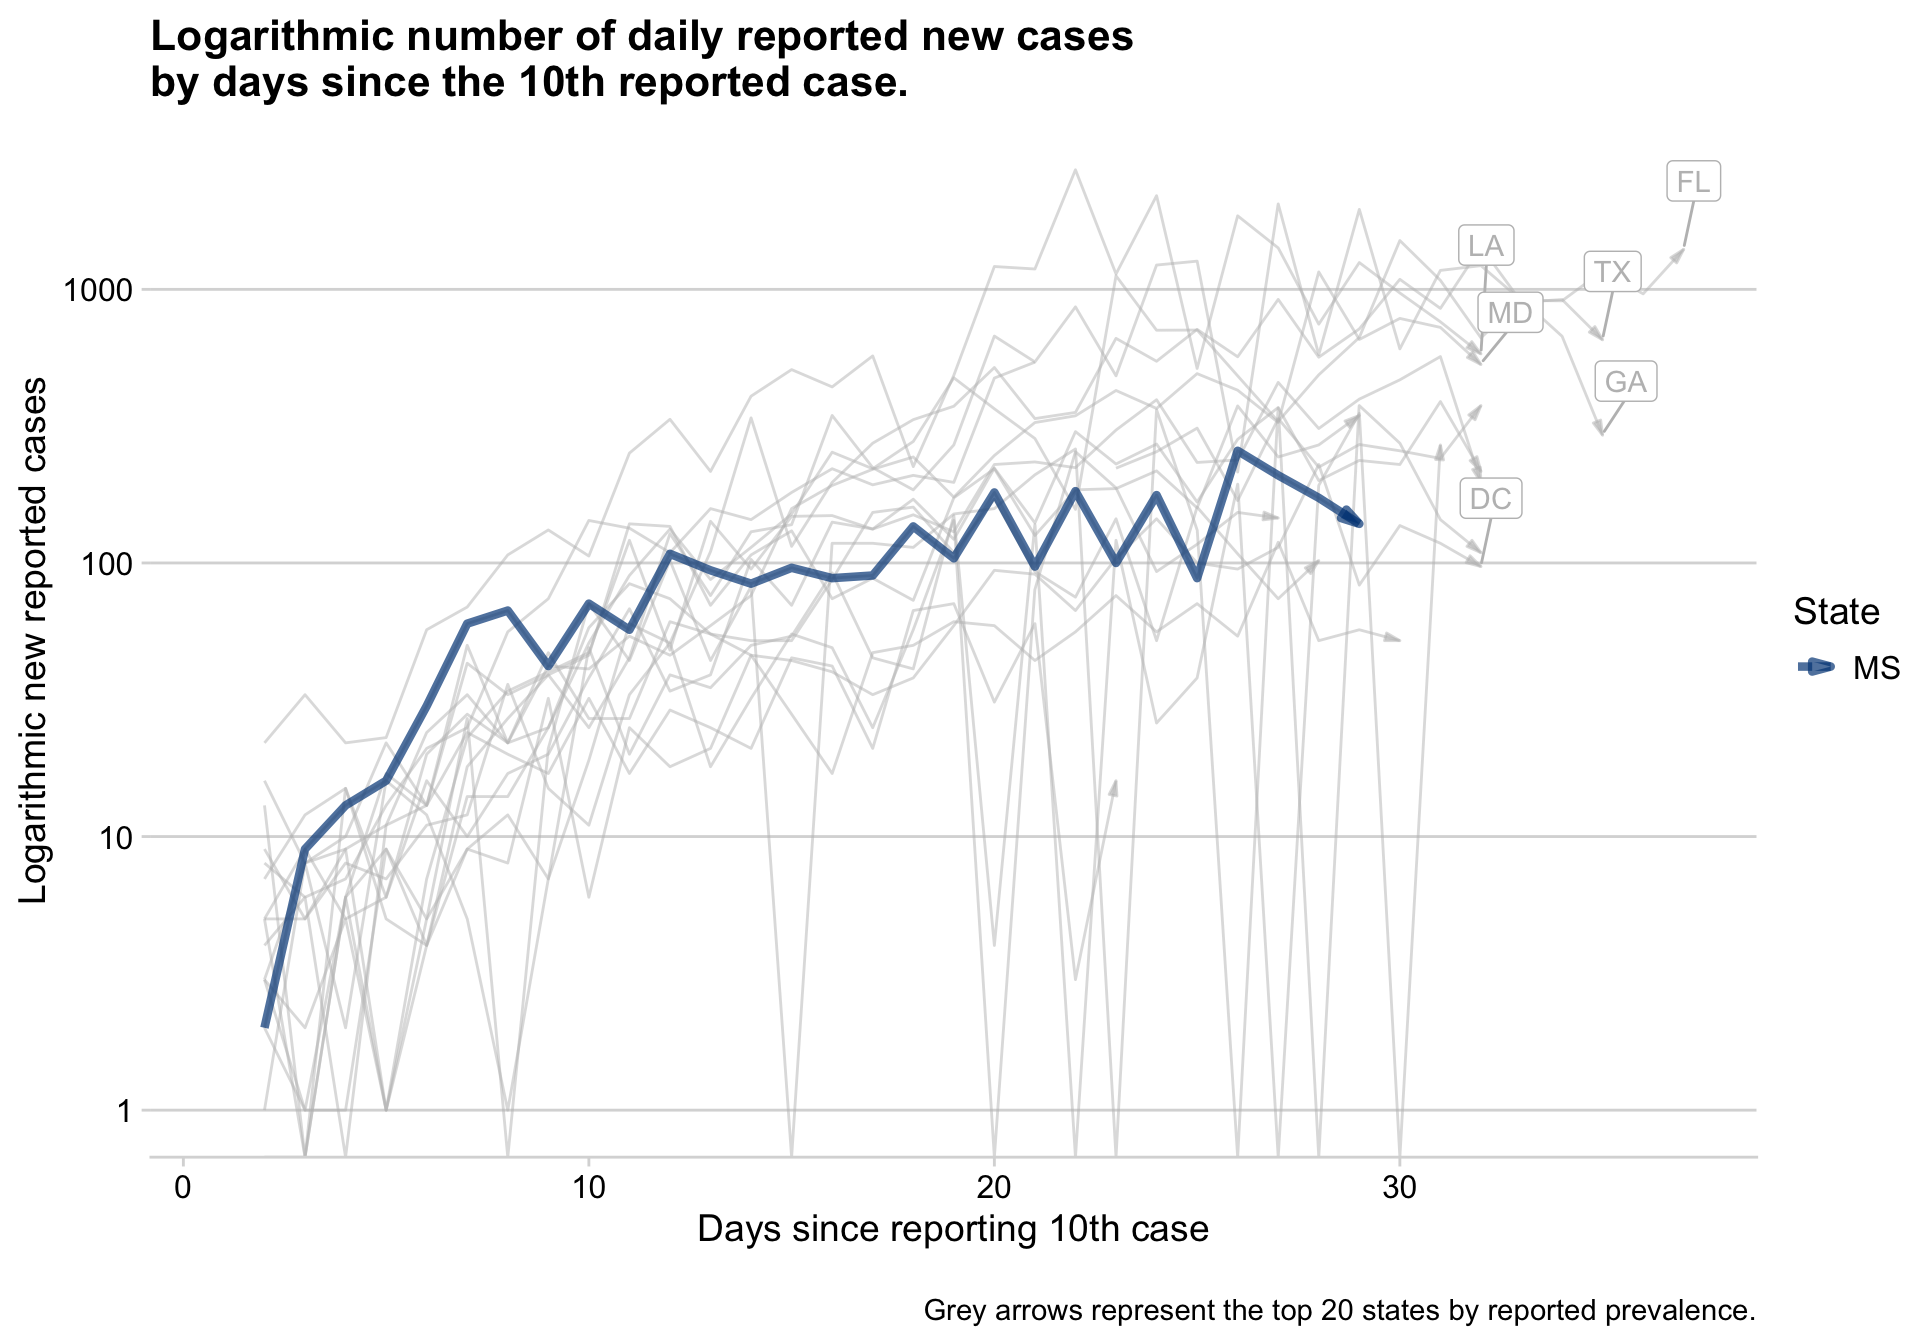 Logarithmic number of daily reported new cases
by days since the 10th reported case.
FL
LA
TX
MD
GA
DC
1000
100
10
1
Logarithmic new reported cases
0
10
20
30
Days since reporting 10th case
State
MS
Grey arrows represent the top 20 states by reported prevalence.